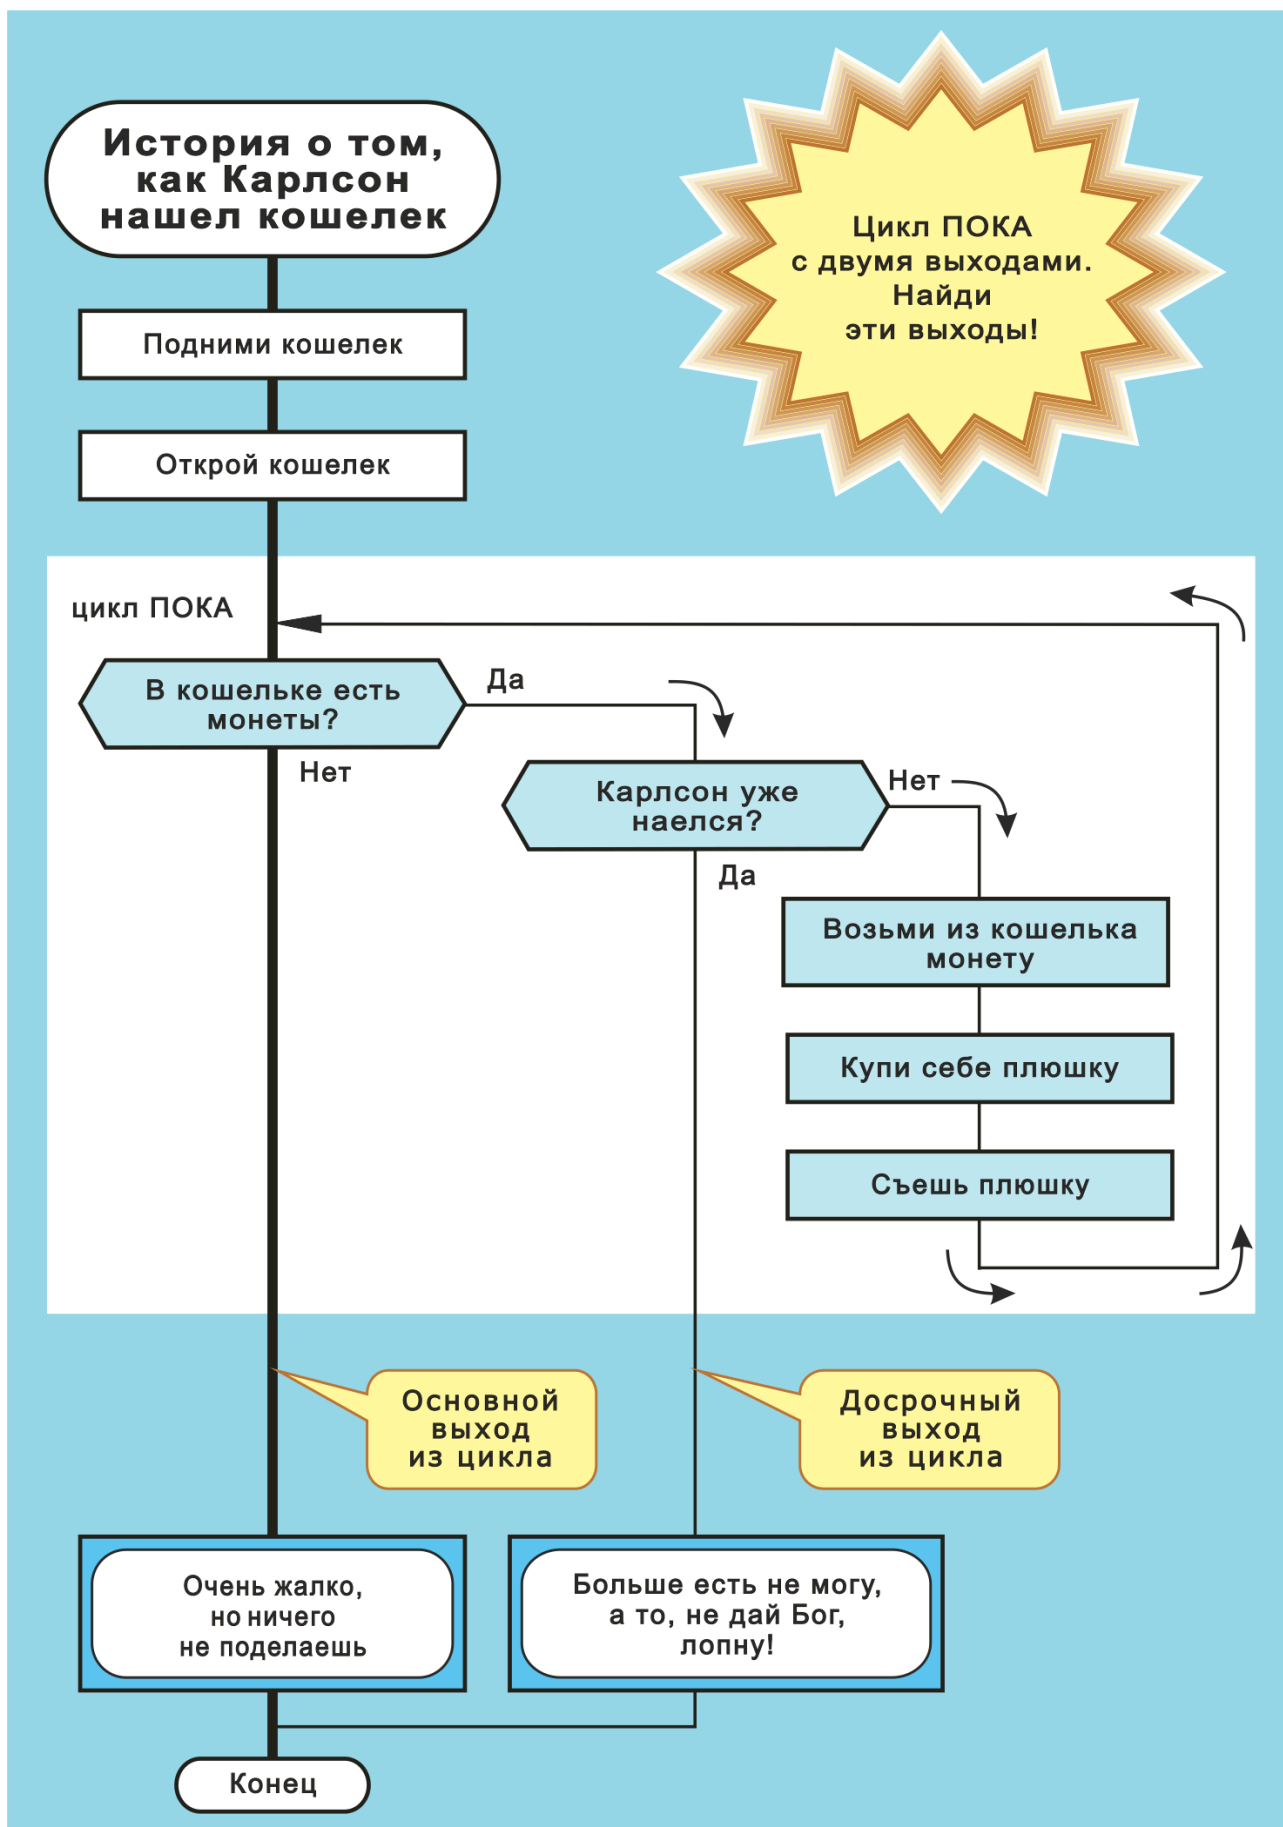 История о том,
как Карлсон
нашел кошелек
Цикл ПОКА
с двумя выходами.
Найди
эти выходы!
Подними кошелек
Открой кошелек
цикл ПОКА
В кошельке есть
монеты?
Да
Нет
Карлсон уже
наелся?
Нет
Да
Возьми из кошелька
монету
Купи себе плюшку
Съешь плюшку
Основной
выход
из цикла
Досрочный
выход
из цикла
Очень жалко,
но ничего
не поделаешь
Больше есть не могу,
а то, не дай Бог,
лопну!
Конец